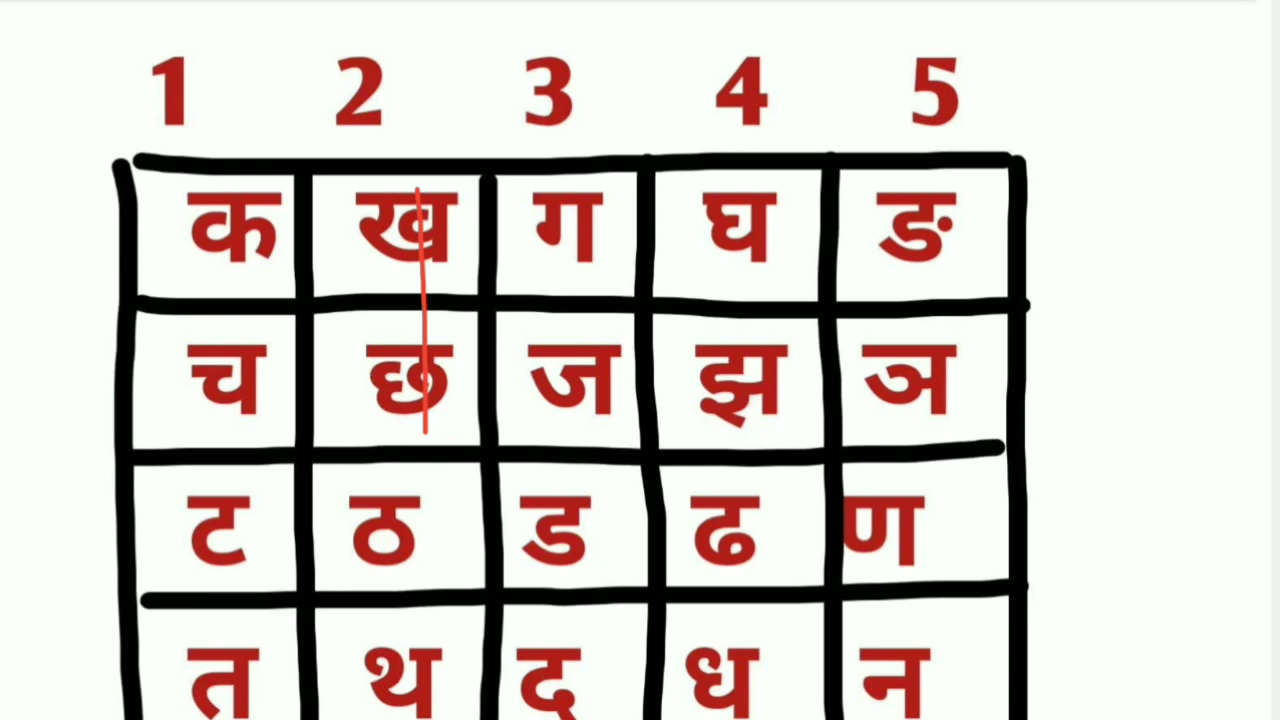 1 2 3 4 5
क ख ग घ ङ
च छ ज झ ञ
ट ठ ड ढ ण
त थ द ध न